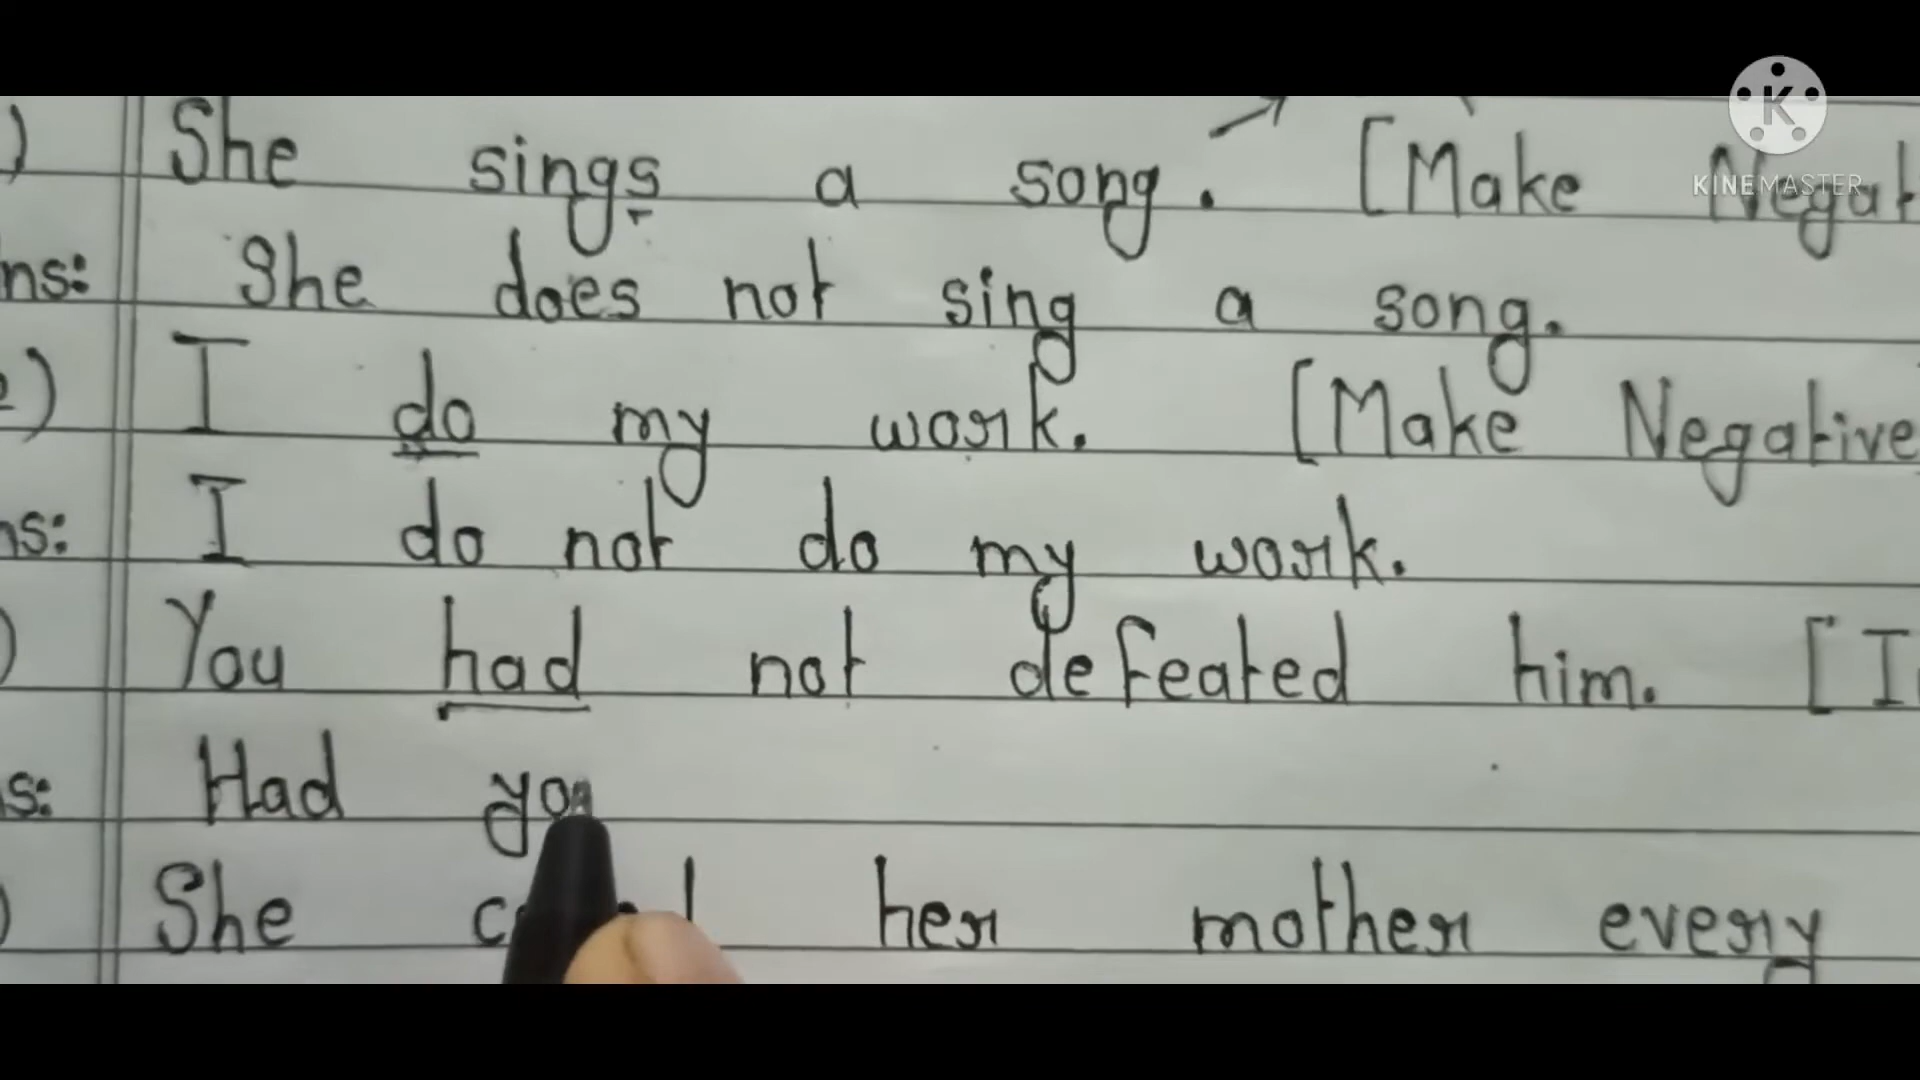 ) She sings a song. → [Make Negat
ns: She does not sing a song.
) I do my work. [Make Negative
ns: I do not do my work.
) You had not defeated him. [I
s: Had you
) She her mother every
KINEMASTER